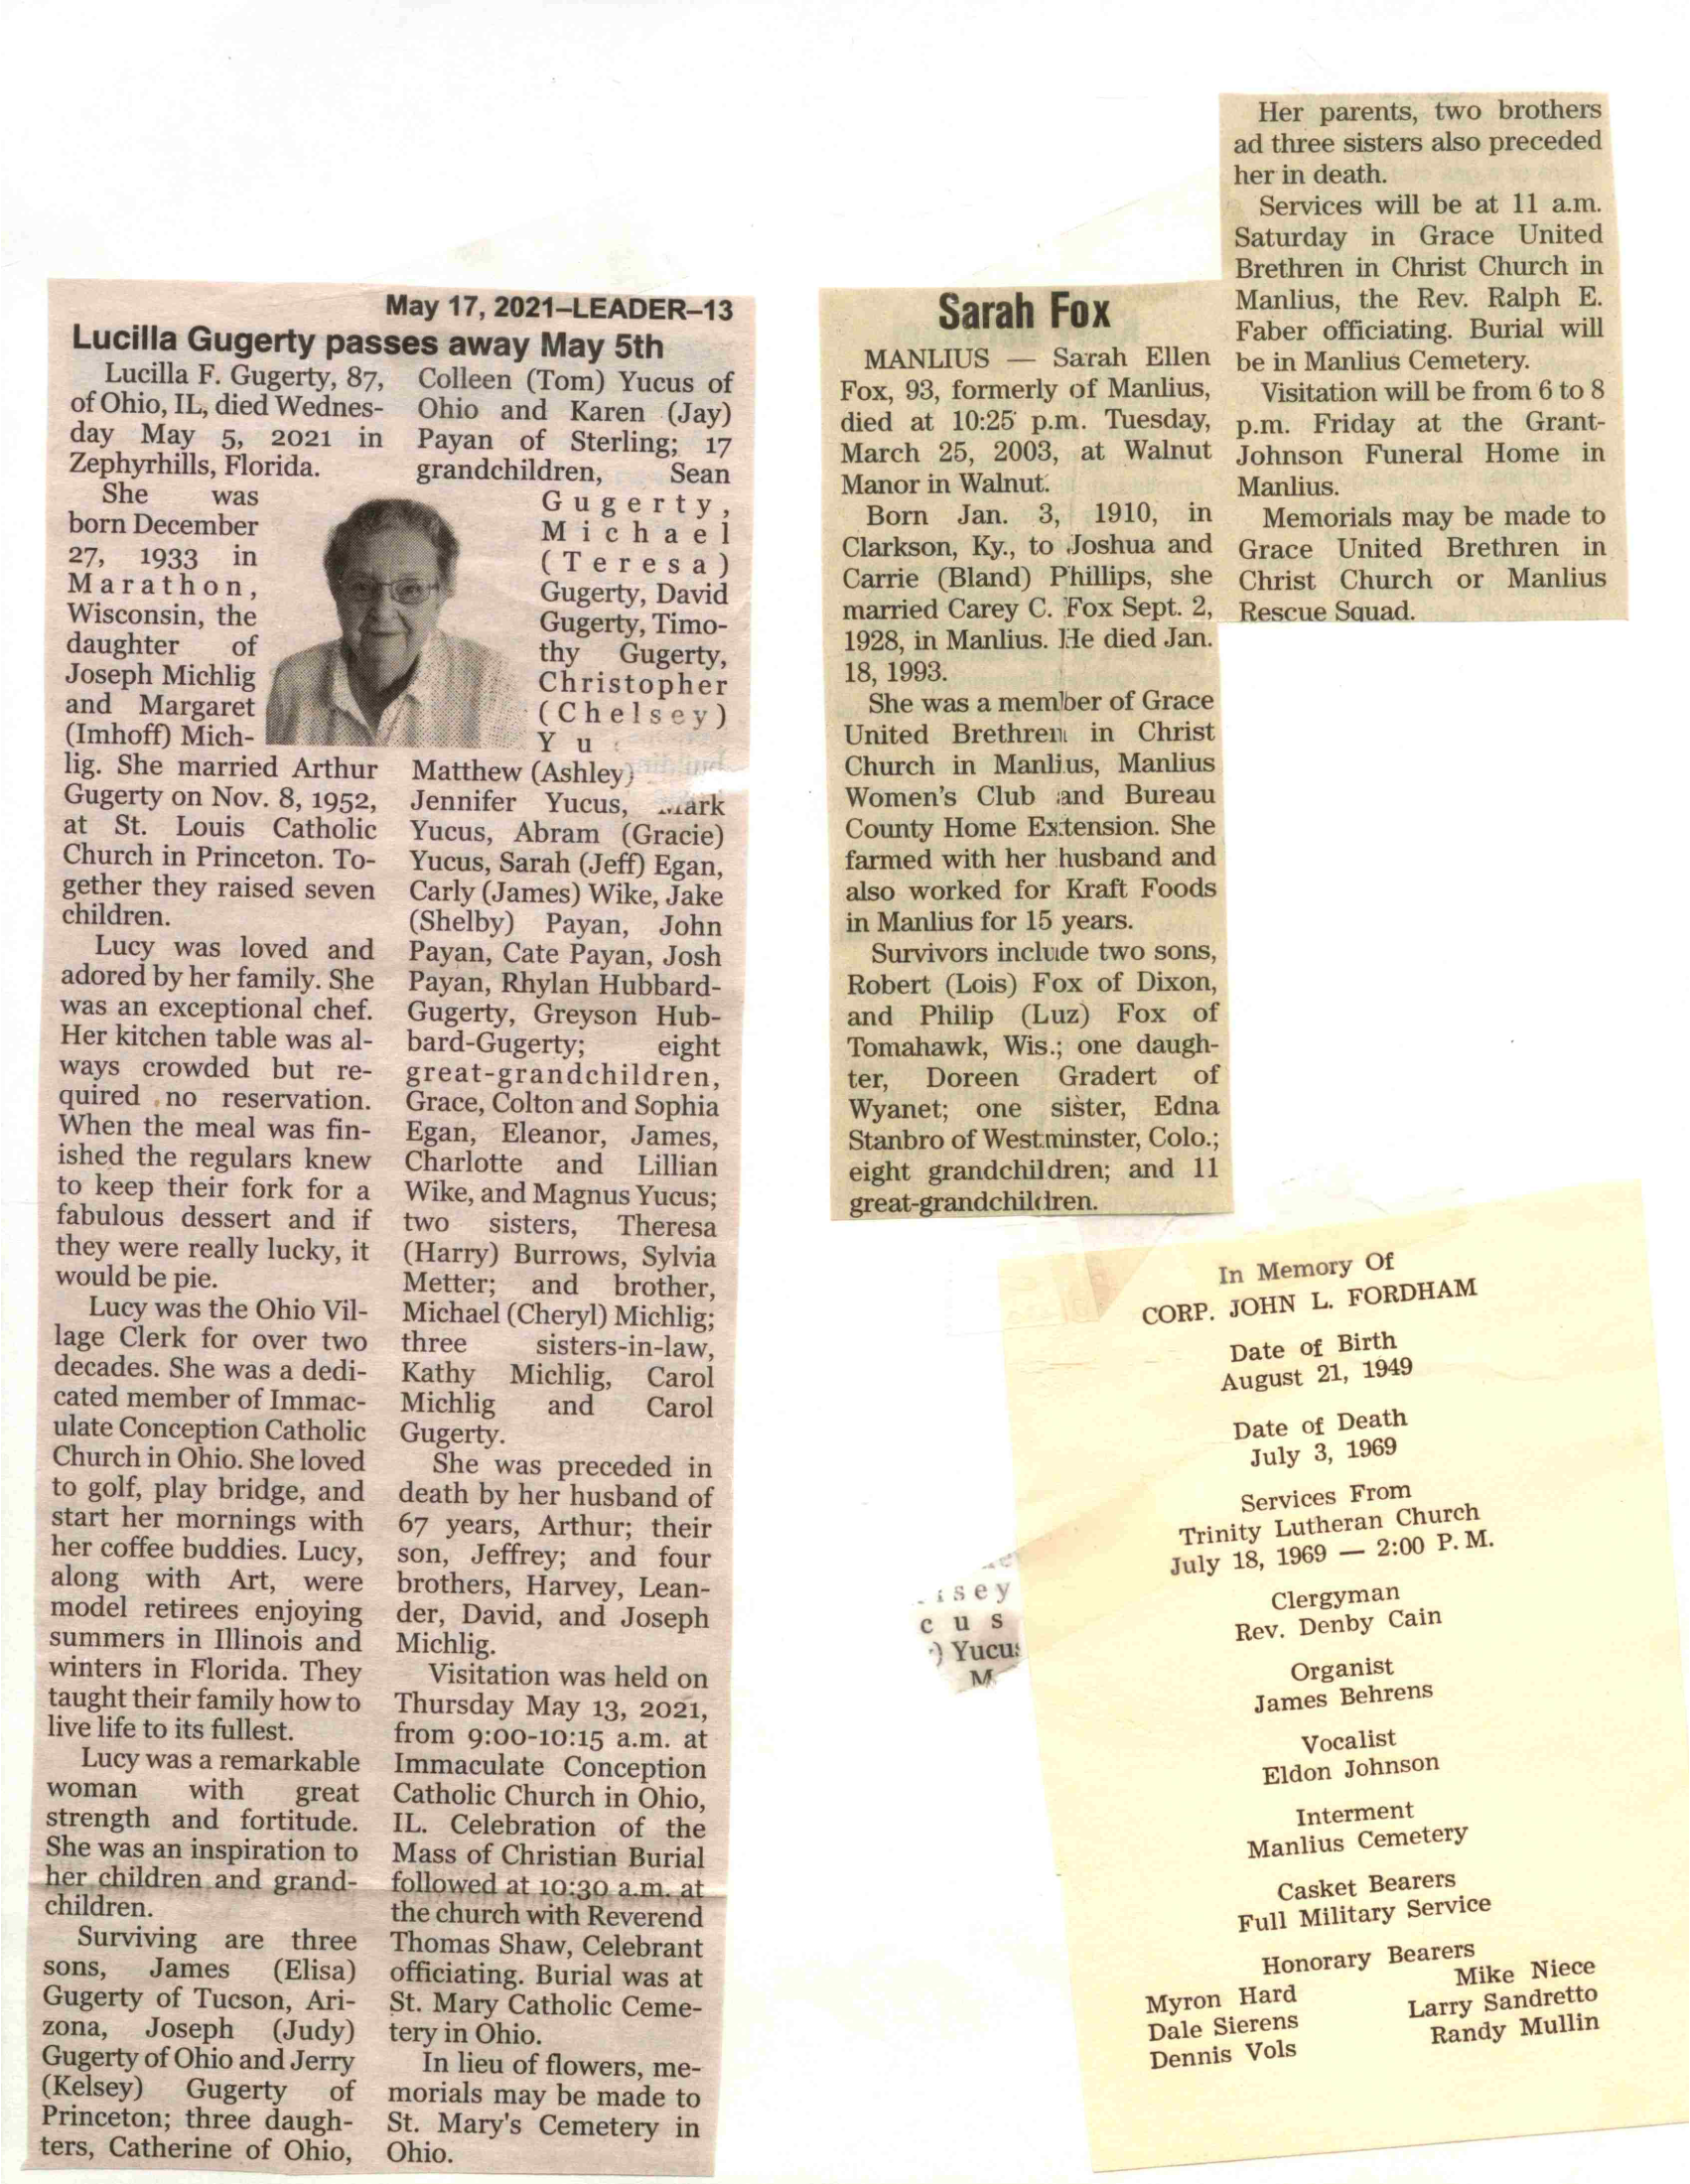 May 17, 2021–LEADER–13
Lucilla Gugerty passes away May 5th
Lucilla F. Gugerty, 87,
of Ohio, IL, died Wednes-
day May 5, 2021 in
Zephyrhills, Florida.
She was
born December
27, 1933 in
Marathon,
Wisconsin, the
daughter of
Joseph Michlig
and Margaret
(Imhoff) Mich-
lig. She married Arthur
Gugerty on Nov. 8, 1952,
at St. Louis Catholic
Church in Princeton. To-
gether they raised seven
children.
Lucy was loved and
adored by her family. She
was an exceptional chef.
Her kitchen table was al-
ways crowded but re-
quired no reservation.
When the meal was fin-
ished the regulars knew
to keep their fork for a
fabulous dessert and if
they were really lucky, it
would be pie.
Lucy was the Ohio Vil-
lage Clerk for over two
decades. She was a dedi-
cated member of Immac-
ulate Conception Catholic
Church in Ohio. She loved
to golf, play bridge, and
start her mornings with
her coffee buddies. Lucy,
along with Art, were
model retirees enjoying
summers in Illinois and
winters in Florida. They
taught their family how to
live life to its fullest.
Lucy was a remarkable
woman with great
strength and fortitude.
She was an inspiration to
her children and grand-
children.
Surviving are three
sons, James (Elisa)
Gugerty of Tucson, Ari-
zona, Joseph (Judy)
Gugerty of Ohio and Jerry
(Kelsey) Gugerty of
Princeton; three daugh-
ters, Catherine of Ohio,
Colleen (Tom) Yucus of
Ohio and Karen (Jay)
Payan of Sterling; 17
grandchildren, Sean
Gugerty,
Michael
(Teresa)
Gugerty, David
Gugerty, Timo-
thy Gugerty,
Christopher
(Chelsey)
Y u
Matthew (Ashley)
Jennifer Yucus, Mark
Yucus, Abram (Gracie)
Yucus, Sarah (Jeff) Egan,
Carly (James) Wike, Jake
(Shelby) Payan, John
Payan, Cate Payan, Josh
Payan, Rhylan Hubbard-
Gugerty, Greyson Hub-
bard-Gugerty; eight
great-grandchildren,
Grace, Colton and Sophia
Egan, Eleanor, James,
Charlotte and Lillian
Wike, and Magnus Yucus;
two sisters, Theresa
(Harry) Burrows, Sylvia
Metter; and brother,
Michael (Cheryl) Michlig;
three sisters-in-law,
Kathy Michlig, Carol
Michlig and Carol
Gugerty.
She was preceded in
death by her husband of
67 years, Arthur; their
son, Jeffrey; and four
brothers, Harvey, Lean-
der, David, and Joseph
Michlig.
Visitation was held on
Thursday May 13, 2021,
from 9:00-10:15 a.m. at
Immaculate Conception
Catholic Church in Ohio,
IL. Celebration of the
Mass of Christian Burial
followed at 10:30 a.m. at
the church with Reverend
Thomas Shaw, Celebrant
officiating. Burial was at
St. Mary Catholic Ceme-
tery in Ohio.
In lieu of flowers, me-
morials may be made to
St. Mary's Cemetery in
Ohio.
Sarah Fox
MANLIUS — Sarah Ellen
Fox, 93, formerly of Manlius,
died at 10:25 p.m. Tuesday,
March 25, 2003, at Walnut
Manor in Walnut.
Born Jan. 3, 1910, in
Clarkson, Ky., to Joshua and
Carrie (Bland) Phillips, she
married Carey C. Fox Sept. 2,
1928, in Manlius. He died Jan.
18, 1993.
She was a member of Grace
United Brethren in Christ
Church in Manlius, Manlius
Women's Club and Bureau
County Home Extension. She
farmed with her husband and
also worked for Kraft Foods
in Manlius for 15 years.
Survivors include two sons,
Robert (Lois) Fox of Dixon,
and Philip (Luz) Fox of
Tomahawk, Wis.; one daugh-
ter, Doreen Gradert of
Wyanet; one sister, Edna
Stanbro of Westminster, Colo.;
eight grandchildren; and 11
great-grandchildren.
Her parents, two brothers
ad three sisters also preceded
her in death.
Services will be at 11 a.m.
Saturday in Grace United
Brethren in Christ Church in
Manlius, the Rev. Ralph E.
Faber officiating. Burial will
be in Manlius Cemetery.
Visitation will be from 6 to 8
p.m. Friday at the Grant-
Johnson Funeral Home in
Manlius.
Memorials may be made to
Grace United Brethren in
Christ Church or Manlius
Rescue Squad.
isey
c u s
) Yucus
M
In Memory Of
CORP. JOHN L. FORDHAM
Date of Birth
August 21, 1949
Date of Death
July 3, 1969
Services From
Trinity Lutheran Church
July 18, 1969 — 2:00 P. M.
Clergyman
Rev. Denby Cain
Organist
James Behrens
Vocalist
Eldon Johnson
Interment
Manlius Cemetery
Casket Bearers
Full Military Service
Honorary Bearers
Myron Hard
Dale Sierens
Dennis Vols
Mike Niece
Larry Sandretto
Randy Mullin